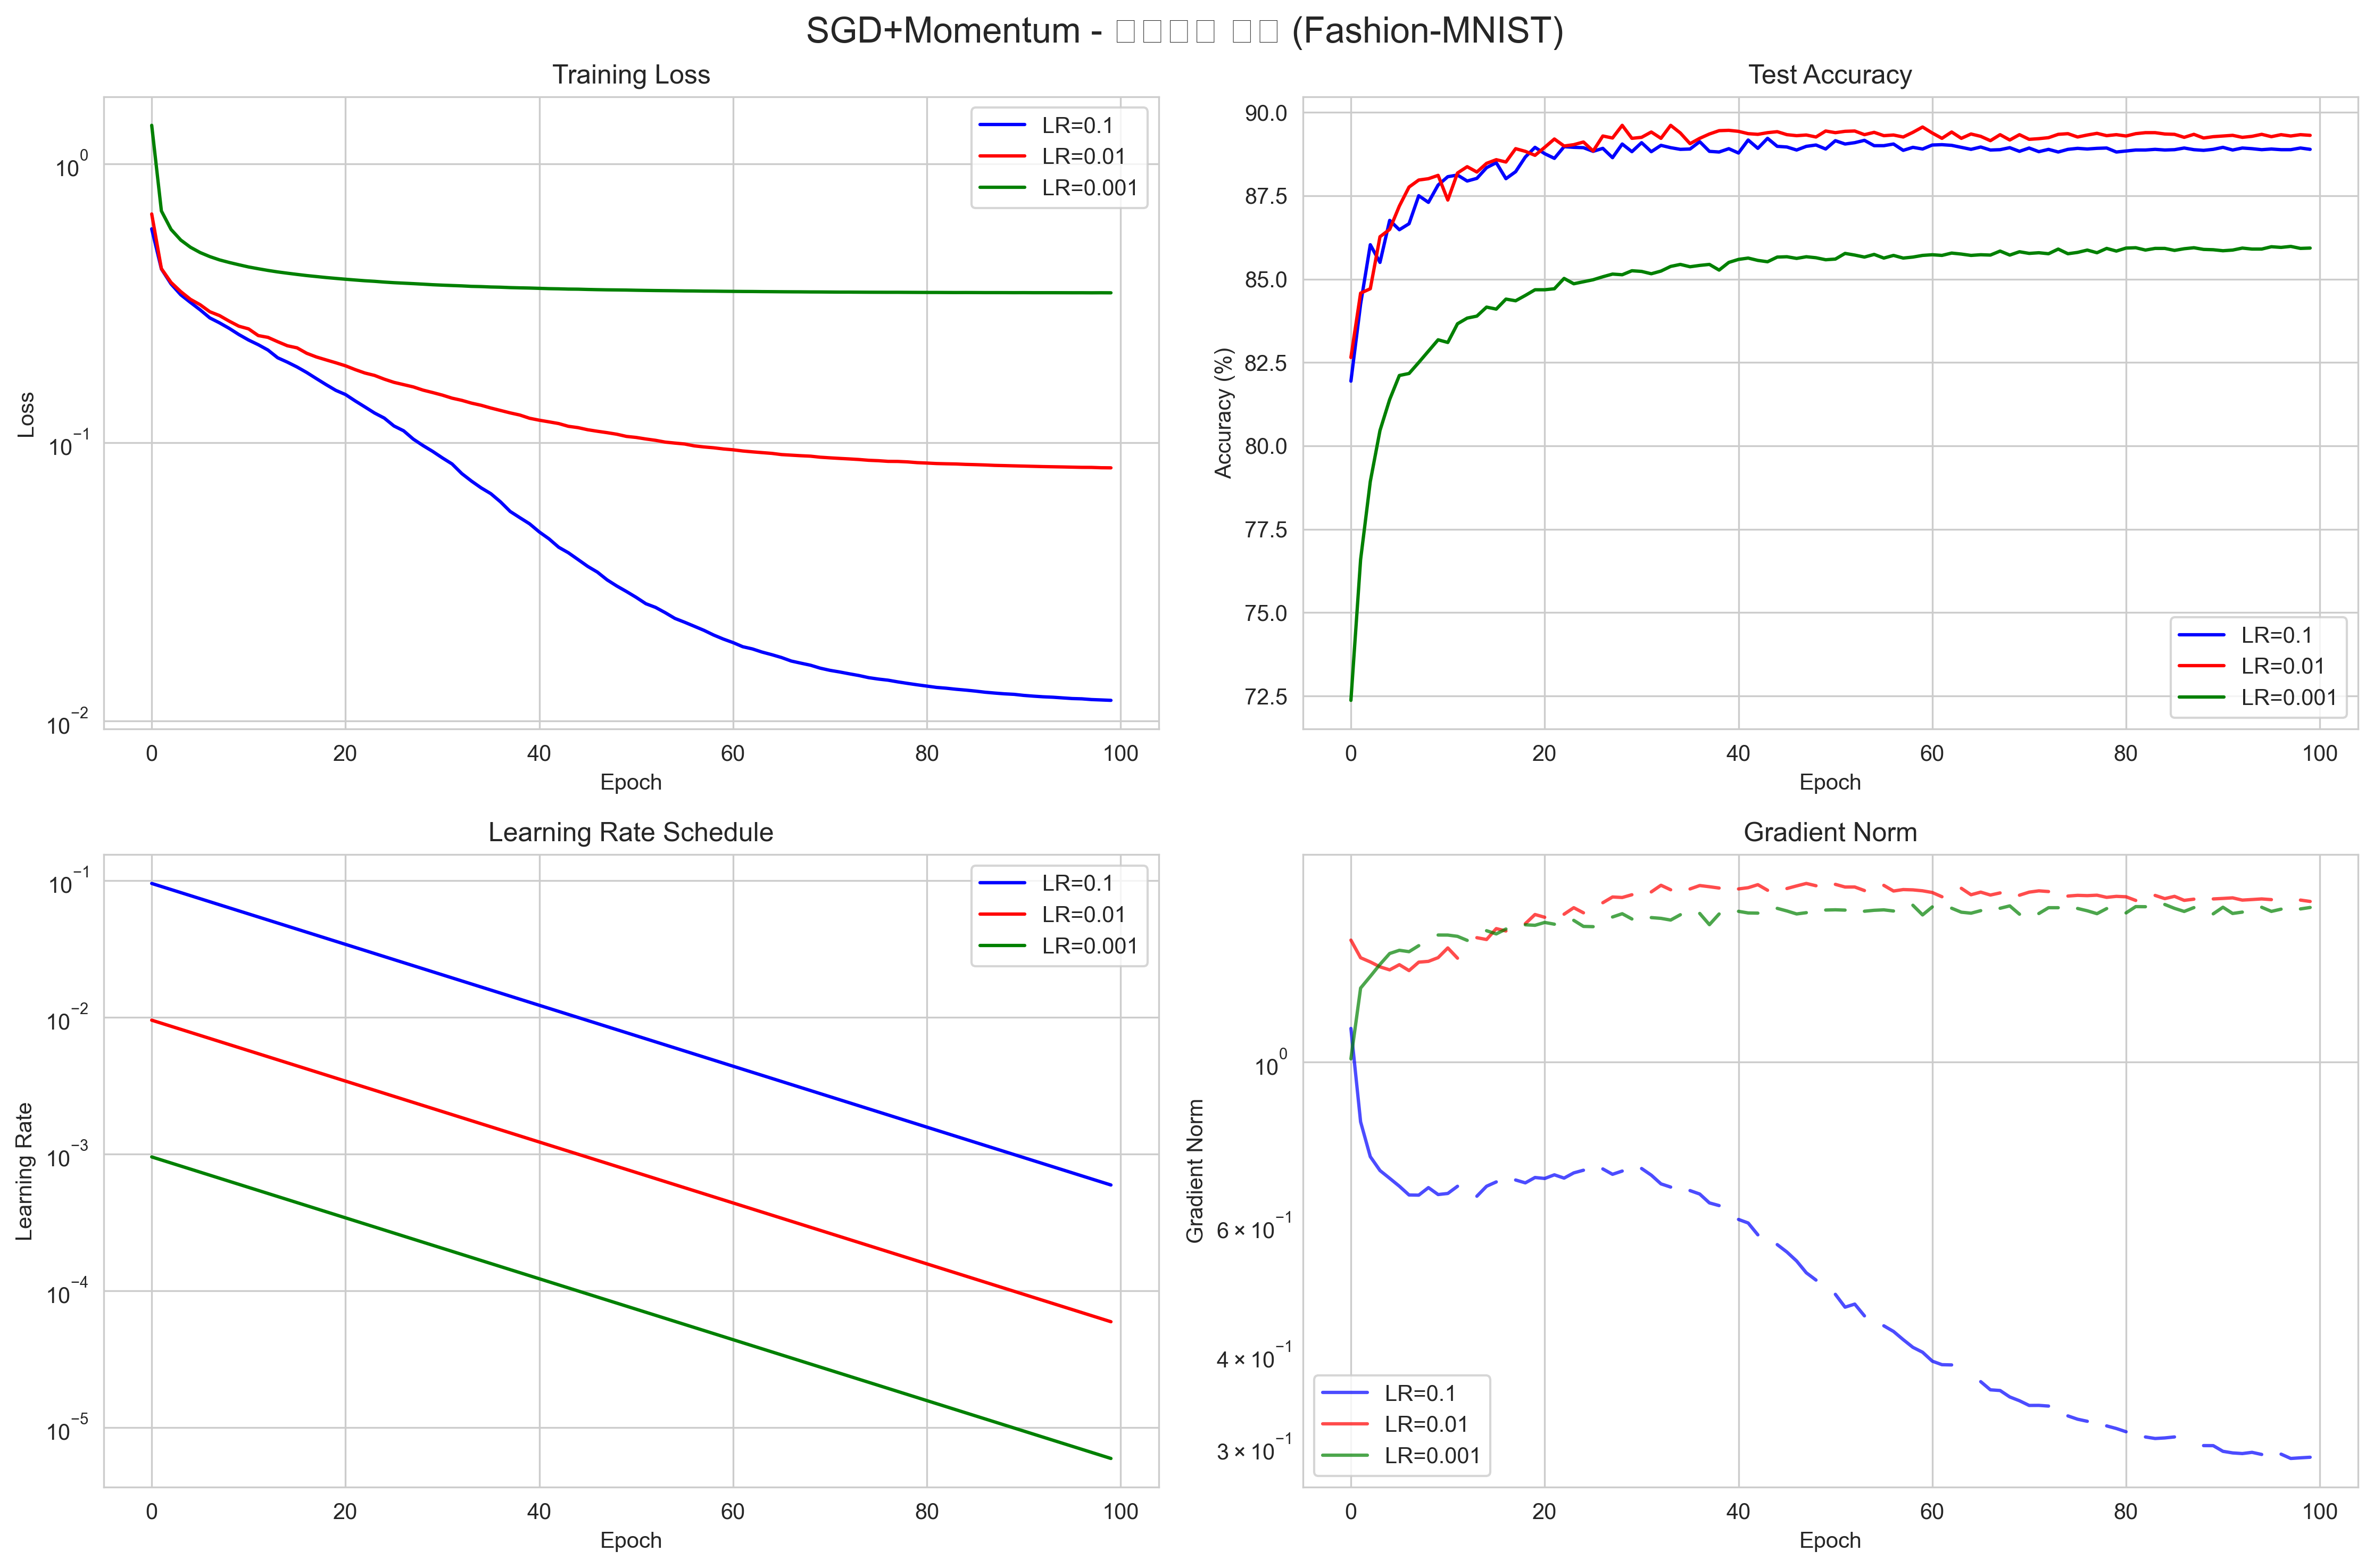 SGD+Momentum - (Fashion-MNIST)
Training Loss
Loss
10⁰
10⁻¹
10⁻²
0 20 40 60 80 100
Epoch
LR=0.1
LR=0.01
LR=0.001
Test Accuracy
Accuracy (%)
90.0
87.5
85.0
82.5
80.0
77.5
75.0
72.5
0 20 40 60 80 100
Epoch
LR=0.1
LR=0.01
LR=0.001
Learning Rate Schedule
Learning Rate
10⁻¹
10⁻²
10⁻³
10⁻⁴
10⁻⁵
0 20 40 60 80 100
Epoch
LR=0.1
LR=0.01
LR=0.001
Gradient Norm
Gradient Norm
10⁰
6 × 10⁻¹
4 × 10⁻¹
3 × 10⁻¹
0 20 40 60 80 100
Epoch
LR=0.1
LR=0.01
LR=0.001